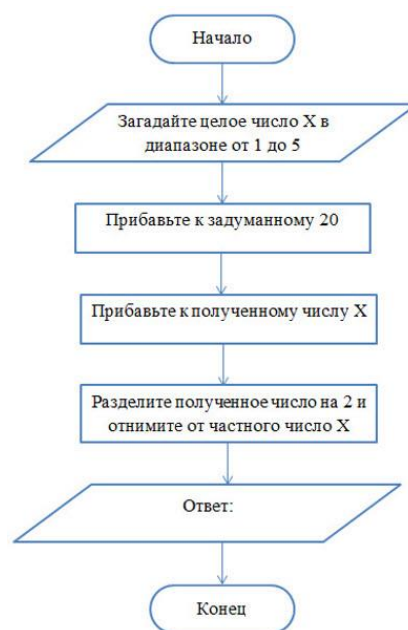 Начало
Загадайте целое число X в
диапазоне от 1 до 5
Прибавьте к задуманному 20
Прибавьте к полученному числу X
Разделите полученное число на 2 и
отнимите от частного число X
Ответ:
Конец